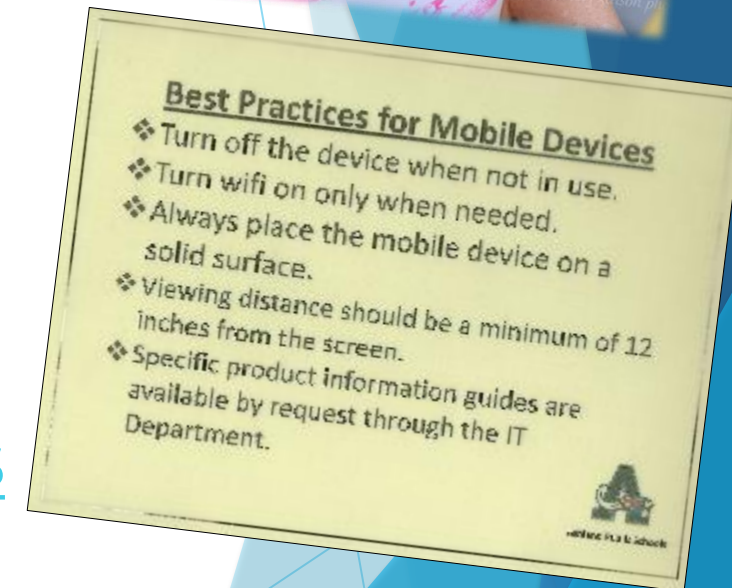 Best Practices for Mobile Devices
❖ Turn off the device when not in use.
❖ Turn wifi on only when needed.
❖ Always place the mobile device on a
solid surface.
❖ Viewing distance should be a minimum of 12
inches from the screen.
❖ Specific product information guides are
available by request through the IT
Department.